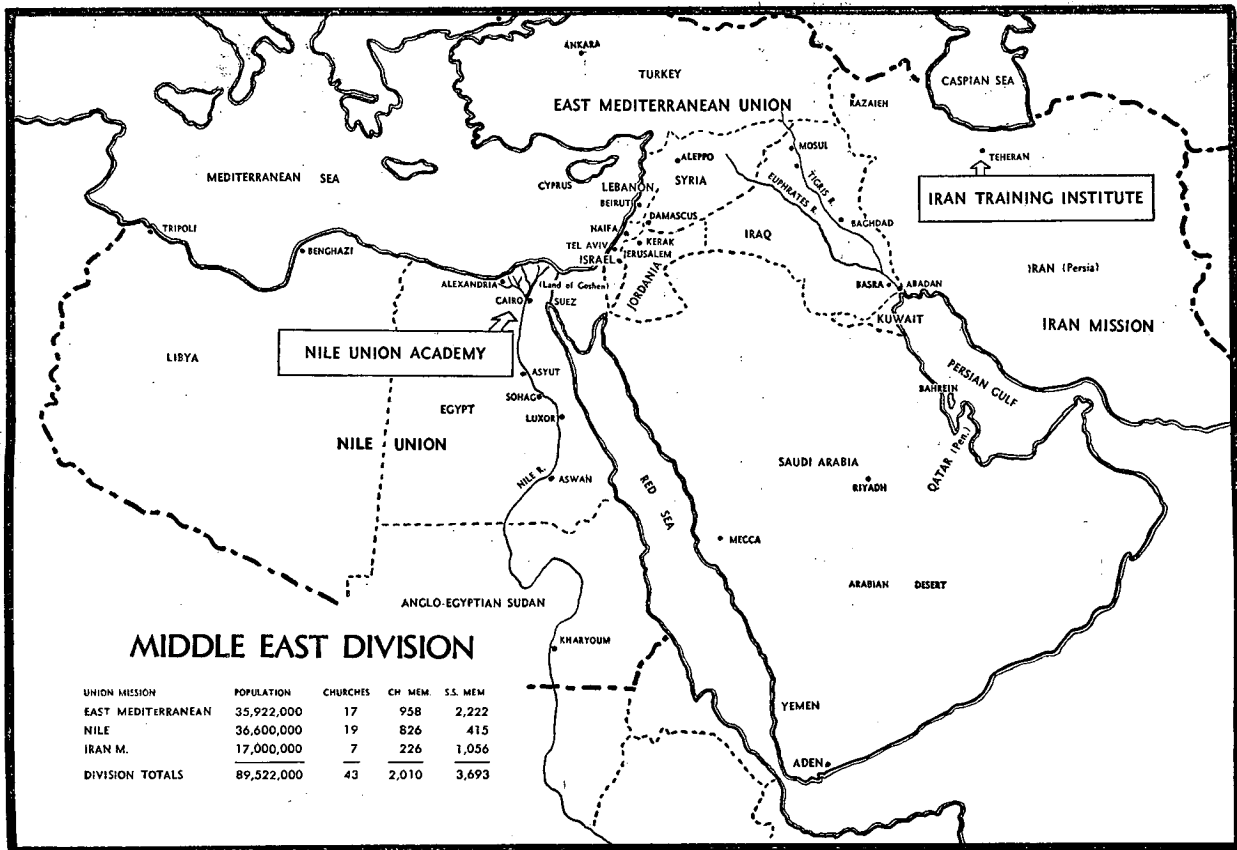 ANKARA
TURKEY
CASPIAN SEA
EAST MEDITERRANEAN UNION
RAZAIEH
MOSUL
TEHERAN
ALEPPO
MEDITERRANEAN SEA
CYPRUS
LEBANON
SYRIA
TIGRIS R.
EUPHRATES R.
IRAN TRAINING INSTITUTE
BEIRUT
DAMASCUS
BAGHDAD
TRIPOLI
NAIFA
IRAQ
BENGHAZI
TEL AVIV
KERAK
ISRAEL
JERUSALEM
IRAN (Persia)
ALEXANDRIA
(Land of Goshen)
JORDANIA
BASRA
ABADAN
CAIRO
SUEZ
KUWAIT
IRAN MISSION
NILE UNION ACADEMY
LIBYA
PERSIAN GULF
ASYUT
BAHREIN
SOHAG
EGYPT
LUXOR
NILE UNION
QATAR (Pen.)
SAUDI ARABIA
NILE R.
ASWAN
RED SEA
RIYADH
MECCA
ARABIAN DESERT
ANGLO-EGYPTIAN SUDAN
KHARYOUM
MIDDLE EAST DIVISION
UNION MISSION POPULATION CHURCHES CH MEM. S.S. MEM
EAST MEDITERRANEAN 35,922,000 17 958 2,222
NILE 36,600,000 19 826 415
IRAN M. 17,000,000 7 226 1,056
DIVISION TOTALS 89,522,000 43 2,010 3,693
YEMEN
ADEN